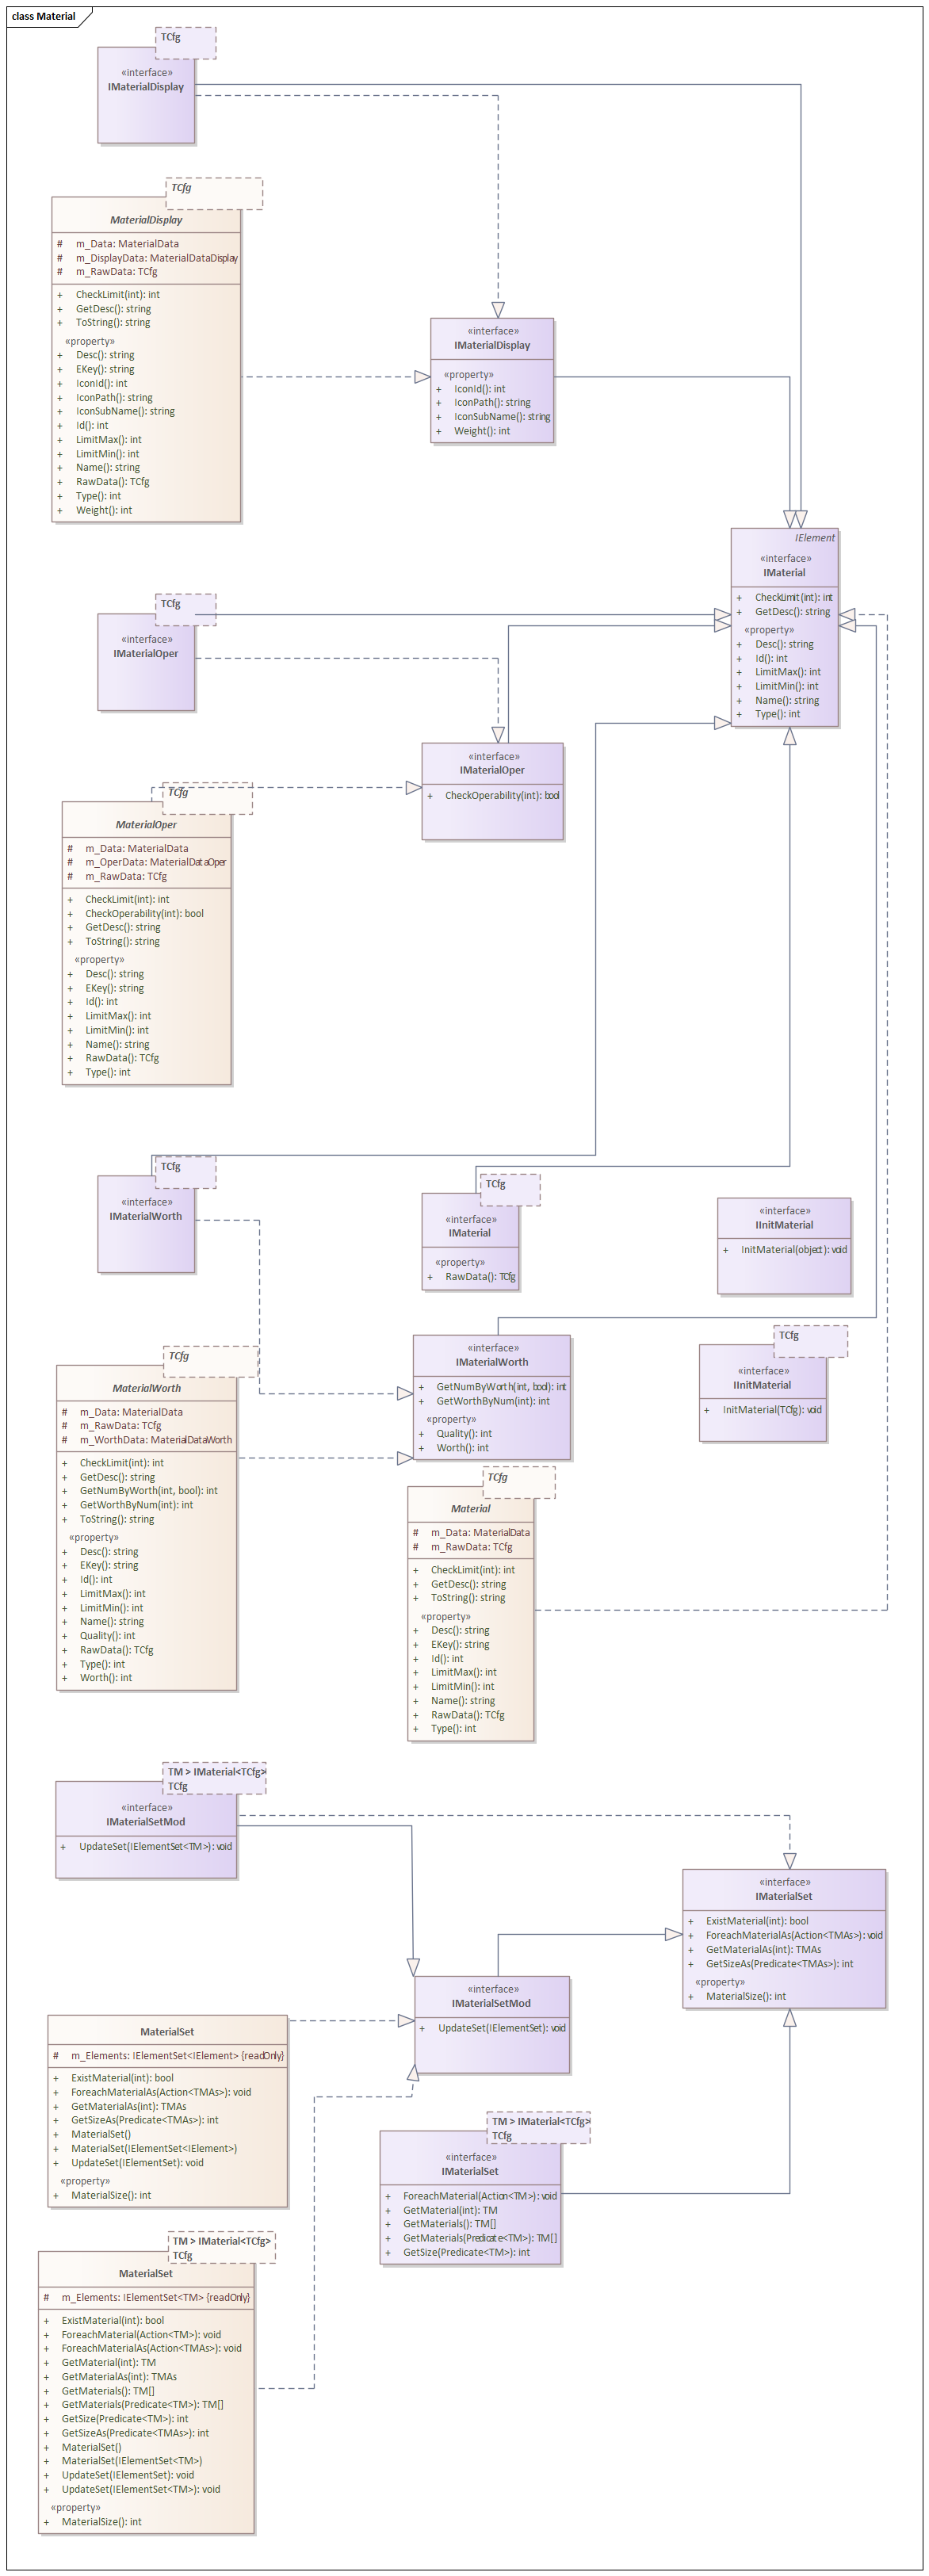 class Material
TCfg
«interface»
IMaterialDisplay
TCfg
MaterialDisplay
# m_Data: MaterialData
# m_DisplayData: MaterialDataDisplay
# m_RawData: TCfg
+ CheckLimit(int): int
+ GetDesc(): string
+ ToString(): string
«property»
+ Desc(): string
+ EKey(): string
+ IconId(): int
+ IconPath(): string
+ IconSubName(): string
+ Id(): int
+ LimitMax(): int
+ LimitMin(): int
+ Name(): string
+ RawData(): TCfg
+ Type(): int
+ Weight(): int
«interface»
IMaterialDisplay
«property»
+ IconId(): int
+ IconPath(): string
+ IconSubName(): string
+ Weight(): int
IElement
«interface»
IMaterial
+ CheckLimit(int): int
+ GetDesc(): string
«property»
+ Desc(): string
+ Id(): int
+ LimitMax(): int
+ LimitMin(): int
+ Name(): string
+ Type(): int
TCfg
«interface»
IMaterialOper
«interface»
IMaterialOper
+ CheckOperability(int): bool
TCfg
MaterialOper
# m_Data: MaterialData
# m_OperData: MaterialDataOper
# m_RawData: TCfg
+ CheckLimit(int): int
+ CheckOperability(int): bool
+ GetDesc(): string
+ ToString(): string
«property»
+ Desc(): string
+ EKey(): string
+ Id(): int
+ LimitMax(): int
+ LimitMin(): int
+ Name(): string
+ RawData(): TCfg
+ Type(): int
TCfg
«interface»
IMaterialWorth
TCfg
«interface»
IMaterial
«property»
+ RawData(): TCfg
«interface»
IInitMaterial
+ InitMaterial(object): void
TCfg
«interface»
IInitMaterial
+ InitMaterial(TCfg): void
«interface»
IMaterialWorth
+ GetNumByWorth(int, bool): int
+ GetWorthByNum(int): int
«property»
+ Quality(): int
+ Worth(): int
TCfg
MaterialWorth
# m_Data: MaterialData
# m_RawData: TCfg
# m_WorthData: MaterialDataWorth
+ CheckLimit(int): int
+ GetDesc(): string
+ GetNumByWorth(int, bool): int
+ GetWorthByNum(int): int
+ ToString(): string
«property»
+ Desc(): string
+ EKey(): string
+ Id(): int
+ LimitMax(): int
+ LimitMin(): int
+ Name(): string
+ Quality(): int
+ RawData(): TCfg
+ Type(): int
+ Worth(): int
TCfg
Material
# m_Data: MaterialData
# m_RawData: TCfg
+ CheckLimit(int): int
+ GetDesc(): string
+ ToString(): string
«property»
+ Desc(): string
+ EKey(): string
+ Id(): int
+ LimitMax(): int
+ LimitMin(): int
+ Name(): string
+ RawData(): TCfg
+ Type(): int
TM > IMaterial<TCfg>
TCfg
«interface»
IMaterialSetMod
+ UpdateSet(IElementSet<TM>): void
«interface»
IMaterialSet
+ ExistMaterial(int): bool
+ ForeachMaterialAs(Action<TMAs>): void
+ GetMaterialAs(int): TMAs
+ GetSizeAs(Predicate<TMAs>): int
«property»
+ MaterialSize(): int
«interface»
IMaterialSetMod
+ UpdateSet(IElementSet): void
MaterialSet
# m_Elements: IElementSet<IElement> {readOnly}
+ ExistMaterial(int): bool
+ ForeachMaterialAs(Action<TMAs>): void
+ GetMaterialAs(int): TMAs
+ GetSizeAs(Predicate<TMAs>): int
+ MaterialSet()
+ MaterialSet(IElementSet<IElement>)
+ UpdateSet(IElementSet): void
«property»
+ MaterialSize(): int
TM > IMaterial<TCfg>
TCfg
«interface»
IMaterialSet
+ ForeachMaterial(Action<TM>): void
+ GetMaterial(int): TM
+ GetMaterials(): TM[]
+ GetMaterials(Predicate<TM>): TM[]
+ GetSize(Predicate<TM>): int
TM > IMaterial<TCfg>
TCfg
MaterialSet
# m_Elements: IElementSet<TM> {readOnly}
+ ExistMaterial(int): bool
+ ForeachMaterial(Action<TM>): void
+ ForeachMaterialAs(Action<TMAs>): void
+ GetMaterial(int): TM
+ GetMaterialAs(int): TMAs
+ GetMaterials(): TM[]
+ GetMaterials(Predicate<TM>): TM[]
+ GetSize(Predicate<TM>): int
+ GetSizeAs(Predicate<TMAs>): int
+ MaterialSet()
+ MaterialSet(IElementSet<TM>)
+ UpdateSet(IElementSet): void
+ UpdateSet(IElementSet<TM>): void
«property»
+ MaterialSize(): int